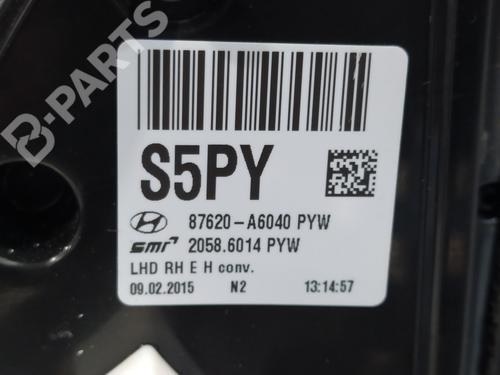 B-PARTS
S5PY
87620-A6040 PYW
SMR 2058.6014 PYW
LHD RH E H conv.
09.02.2015 N2 13:14:57